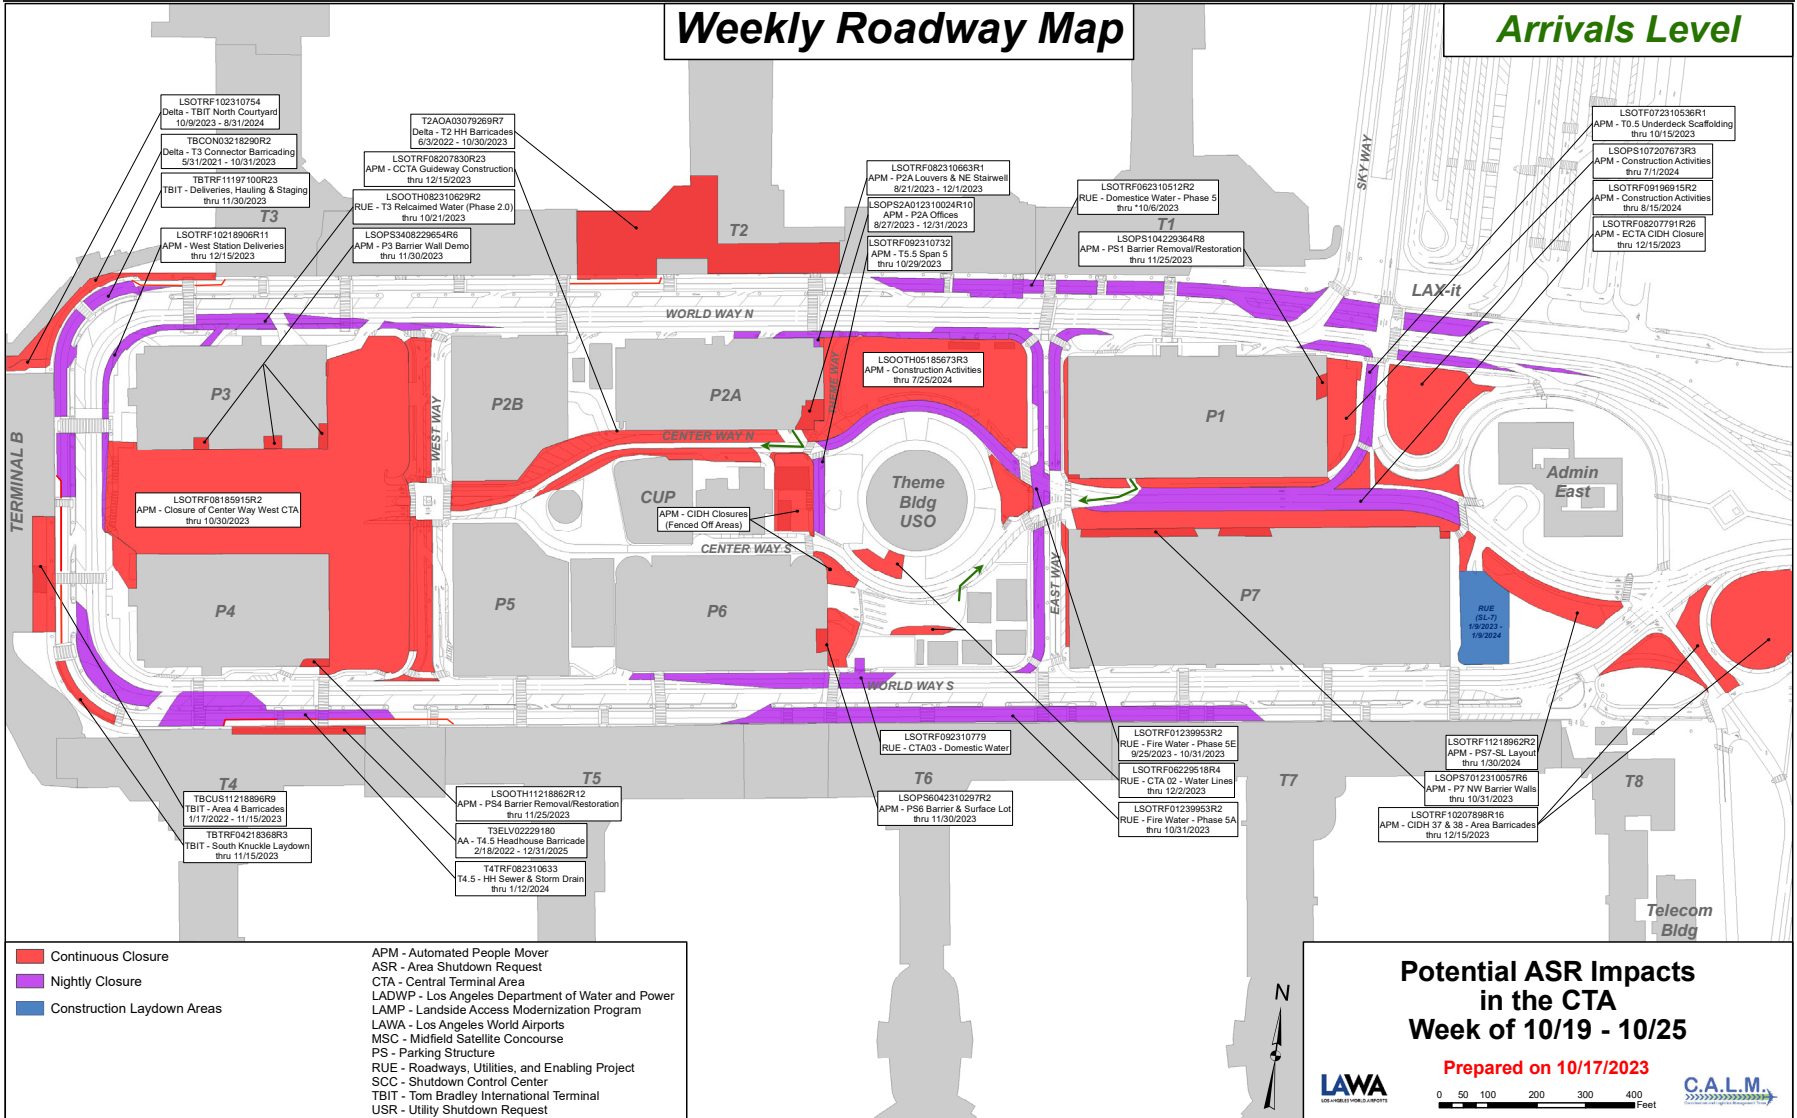 Weekly Roadway Map
Arrivals Level
LSOTRF102310754
Delta - TBIT North Courtyard
10/9/2023 - 8/31/2024
TBCON03218290R2
Delta - T3 Connector Barricading
5/31/2021 - 10/31/2023
TBTRF11197100R23
TBIT - Deliveries, Hauling & Staging
thru 11/30/2023
LSOTRF10218906R11
APM - West Station Deliveries
thru 12/15/2023
T2AOA03079269R7
Delta - T2 HH Barricades
6/3/2022 - 10/30/2023
LSOTRF08207830R23
APM - CCTA Guideway Construction
thru 12/15/2023
LSOOTH082310629R2
RUE - T3 Relcaimed Water (Phase 2.0)
thru 10/21/2023
LSOPS3408229654R6
APM - P3 Barrier Wall Demo
thru 11/30/2023
LSOTRF082310663R1
APM - P2A Louvers & NE Stairwell
8/21/2023 - 12/1/2023
LSOPS2A012310024R10
APM - P2A Offices
8/27/2023 - 12/31/2023
LSOTRF092310732
APM - T5.5 Span 5
thru 10/29/2023
LSOTRF062310512R2
RUE - Domestice Water - Phase 5
thru *10/6/2023
LSOPS104229364R8
APM - PS1 Barrier Removal/Restoration
thru 11/25/2023
LSOTF072310536R1
APM - T0.5 Underdeck Scaffolding
thru 10/15/2023
LSOPS107207673R3
APM - Construction Activities
thru 7/1/2024
LSOTRF09196915R2
APM - Construction Activities
thru 8/15/2024
LSOTRF08207791R26
APM - ECTA CIDH Closure
thru 12/15/2023
T3
T2
T1
SKY WAY
LAX-it
WORLD WAY N
P3
P2B
P2A
THEME WAY
LSOOTH05185673R3
APM - Construction Activities
thru 7/25/2024
P1
WEST WAY
CENTER WAY N
TERMINAL B
LSOTRF08185915R2
APM - Closure of Center Way West CTA
thru 10/30/2023
CUP
APM - CIDH Closures
(Fenced Off Areas)
Theme
Bldg
USO
Admin
East
CENTER WAY S
EAST WAY
P4
P5
P6
P7
RUE
(SL-7)
1/9/2023 -
1/9/2024
WORLD WAY S
LSOTRF092310779
RUE - CTA03 - Domestic Water
LSOTRF01239953R2
RUE - Fire Water - Phase 5E
9/25/2023 - 10/31/2023
LSOTRF06229518R4
RUE - CTA 02 - Water Lines
thru 12/2/2023
LSOTRF01239953R2
RUE - Fire Water - Phase 5A
thru 10/31/2023
LSOTRF11218962R2
APM - PS7-SL Layout
thru 1/30/2024
LSOPS7012310057R6
APM - P7 NW Barrier Walls
thru 10/31/2023
LSOTRF10207898R16
APM - CIDH 37 & 38 - Area Barricades
thru 12/15/2023
T4
T5
T6
T7
T8
TBCUS11218896R9
TBIT - Area 4 Barricades
1/17/2022 - 11/15/2023
TBTRF04218368R3
TBIT - South Knuckle Laydown
thru 11/15/2023
LSOOTH11218862R12
APM - PS4 Barrier Removal/Restoration
thru 11/25/2023
T3ELV02229180
AA - T4.5 Headhouse Barricade
2/18/2022 - 12/31/2025
T4TRF082310633
T4.5 - HH Sewer & Storm Drain
thru 1/12/2024
LSOPS6042310297R2
APM - PS6 Barrier & Surface Lot
thru 11/30/2023
Telecom
Bldg
Continuous Closure
Nightly Closure
Construction Laydown Areas
APM - Automated People Mover
ASR - Area Shutdown Request
CTA - Central Terminal Area
LADWP - Los Angeles Department of Water and Power
LAMP - Landside Access Modernization Program
LAWA - Los Angeles World Airports
MSC - Midfield Satellite Concourse
PS - Parking Structure
RUE - Roadways, Utilities, and Enabling Project
SCC - Shutdown Control Center
TBIT - Tom Bradley International Terminal
USR - Utility Shutdown Request
N
Potential ASR Impacts
in the CTA
Week of 10/19 - 10/25
Prepared on 10/17/2023
LAWA
LOS ANGELES WORLD AIRPORTS
0 50 100 200 300 400
Feet
C.A.L.M.